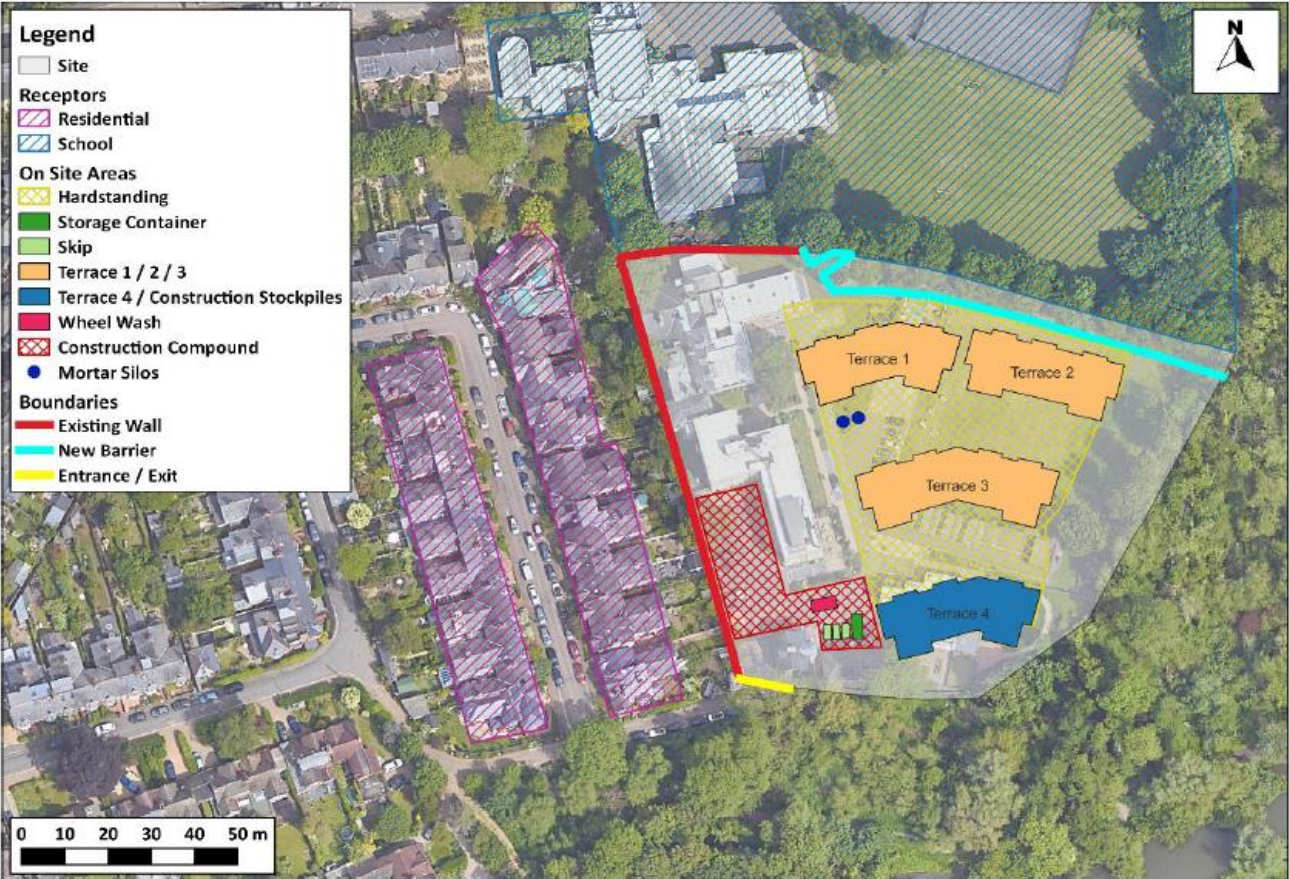 Legend
Site
Receptors
Residential
School
On Site Areas
Hardstanding
Storage Container
Skip
Terrace 1 / 2 / 3
Terrace 4 / Construction Stockpiles
Wheel Wash
Construction Compound
Mortar Silos
Boundaries
Existing Wall
New Barrier
Entrance / Exit
N
Terrace 1
Terrace 2
Terrace 3
Terrace 4
0 10 20 30 40 50 m